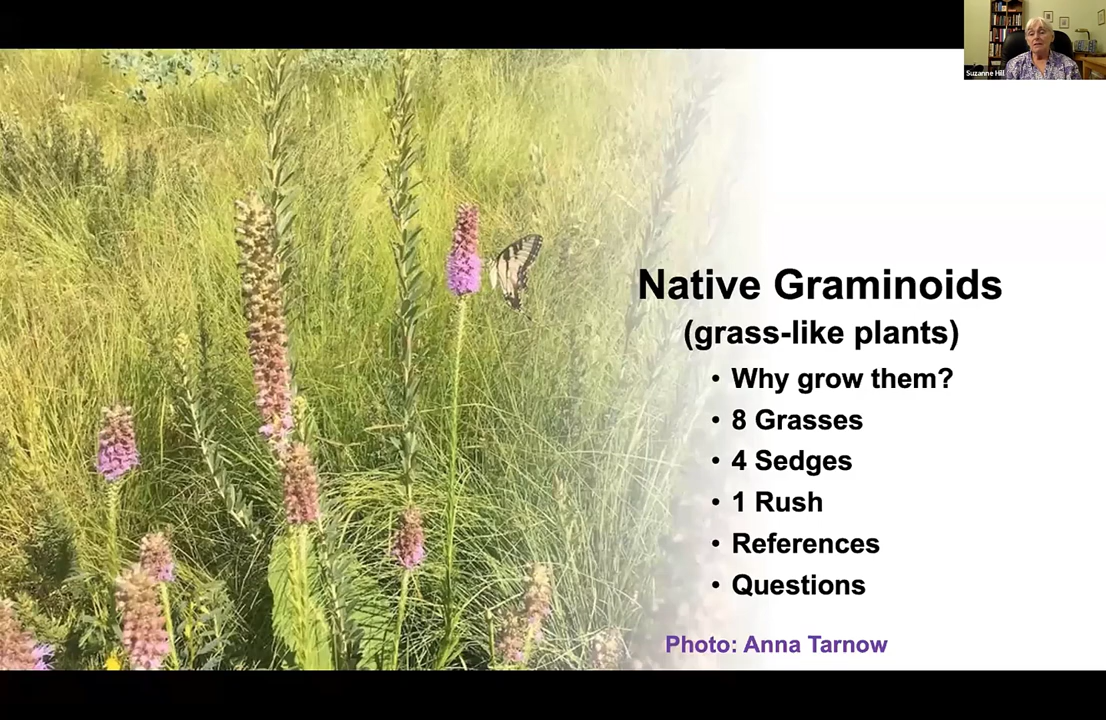 Suzanne Hill
Native Graminoids
(grass-like plants)
• Why grow them?
• 8 Grasses
• 4 Sedges
• 1 Rush
• References
• Questions
Photo: Anna Tarnow